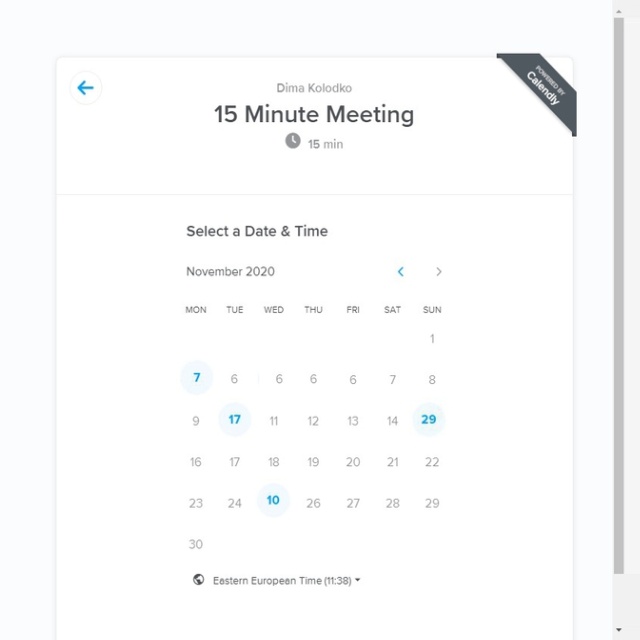 POWERED BY
Calendly
Dima Kolodko
15 Minute Meeting
15 min
Select a Date & Time
November 2020
MON TUE WED THU FRI SAT SUN
1
7 6 6 6 6 7 8
9 17 11 12 13 14 29
16 17 18 19 20 21 22
23 24 10 26 27 28 29
30
Eastern European Time (11:38)